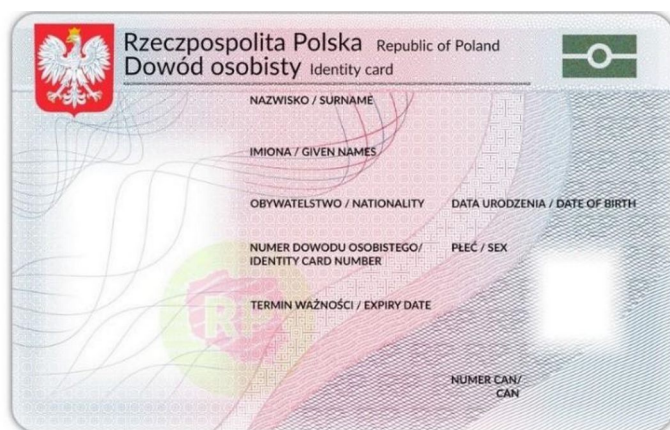 Rzeczpospolita Polska Republic of Poland
Dowód osobisty Identity card
NAZWISKO / SURNAME
IMIONA / GIVEN NAMES
OBYWATELSTWO / NATIONALITY DATA URODZENIA / DATE OF BIRTH
NUMER DOWODU OSOBISTEGO/ PŁEĆ / SEX
IDENTITY CARD NUMBER
TERMIN WAŻNOŚCI / EXPIRY DATE
RP
NUMER CAN/
CAN